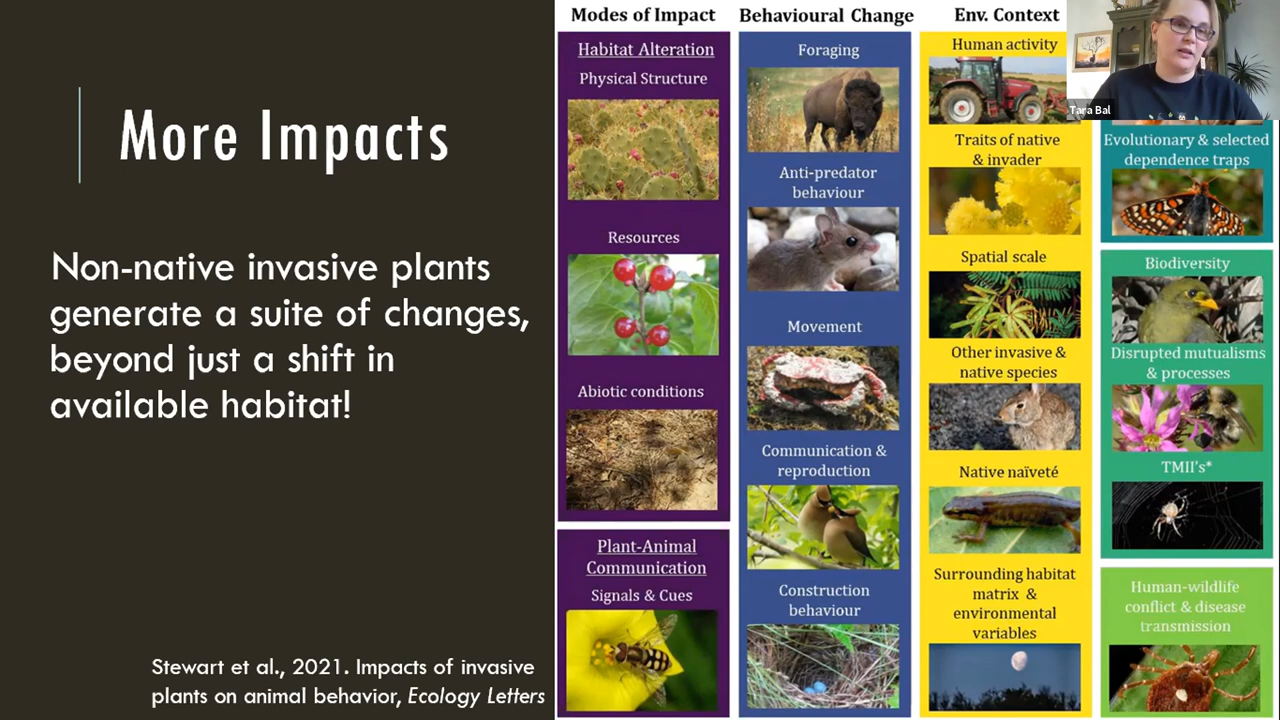 More Impacts
Non-native invasive plants
generate a suite of changes,
beyond just a shift in
available habitat!
Stewart et al., 2021. Impacts of invasive
plants on animal behavior, Ecology Letters
Modes of Impact
Habitat Alteration
Physical Structure
Resources
Abiotic conditions
Plant-Animal
Communication
Signals & Cues
Behavioural Change
Foraging
Anti-predator
behaviour
Movement
Communication &
reproduction
Construction
behaviour
Env. Context
Human activity
Traits of native
& invader
Spatial scale
Other invasive &
native species
Native naïveté
Surrounding habitat
matrix &
environmental
variables
Tara Bal
Evolutionary & selected
dependence traps
Biodiversity
Disrupted mutualisms
& processes
TMII's*
Human-wildlife
conflict & disease
transmission